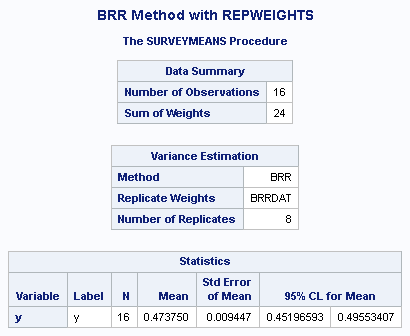 BRR Method with REPWEIGHTS
The SURVEYMEANS Procedure
Data Summary
Number of Observations 16
Sum of Weights 24
Variance Estimation
Method BRR
Replicate Weights BRRDAT
Number of Replicates 8
Statistics
Variable Label N Mean Std Error of Mean 95% CL for Mean
y y 16 0.473750 0.009447 0.45196593 0.49553407